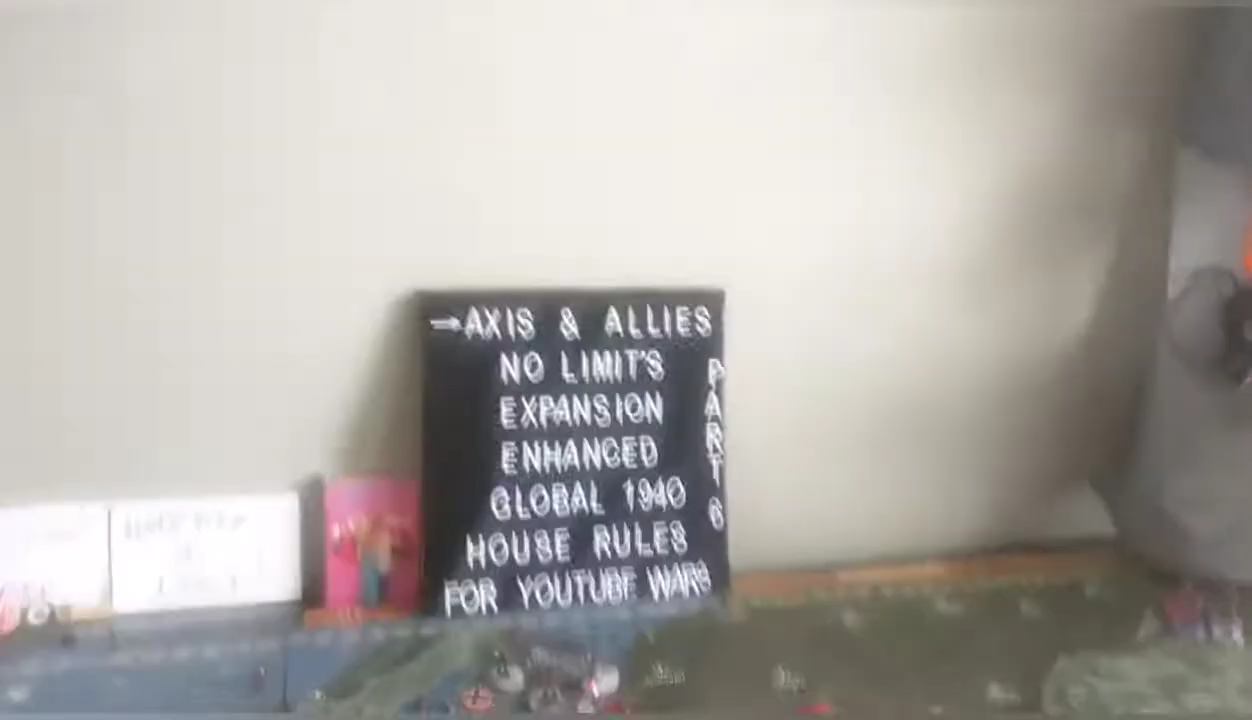 →AXIS & ALLIES
NO LIMIT'S
EXPANSION
ENHANCED
GLOBAL 1940
HOUSE RULES
FOR YOUTUBE WARS
PART 6